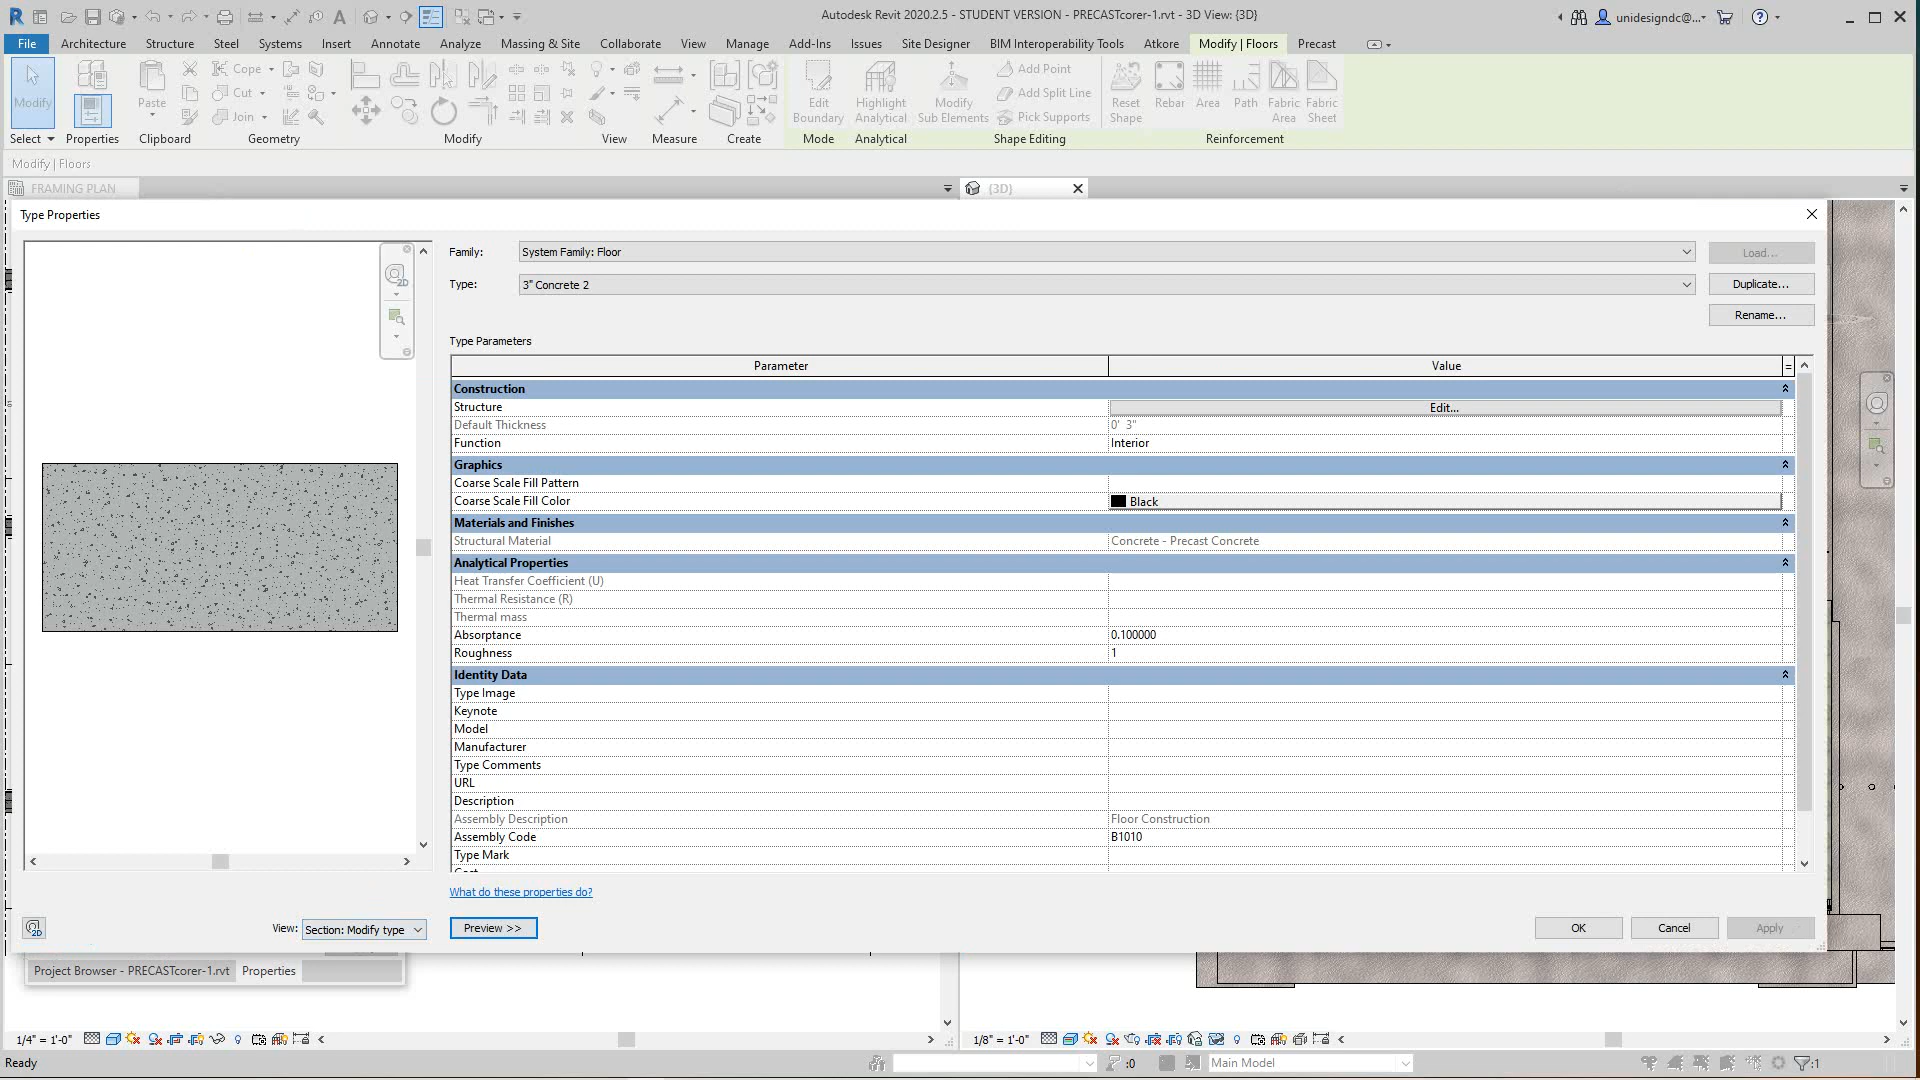 Autodesk Revit 2020.2.5 - STUDENT VERSION - PRECASTcorer-1.rvt - 3D View: {3D}
unidesigndc@...
File Architecture Structure Steel Systems Insert Annotate Analyze Massing & Site Collaborate View Manage Add-Ins Issues Site Designer BIM Interoperability Tools Atkore Modify | Floors Precast
Modify
Paste
Cope
Cut
Join
Edit Boundary
Highlight Analytical
Modify Sub Elements
Add Point
Add Split Line
Pick Supports
Reset Shape
Rebar
Area
Path
Fabric Area
Fabric Sheet
Select Properties Clipboard Geometry Modify View Measure Create Mode Analytical Shape Editing Reinforcement
Modify | Floors
FRAMING PLAN
{3D}
Type Properties
Family: System Family: Floor Load...
Type: 3" Concrete 2 Duplicate...
Rename...
2D
Type Parameters
Parameter Value =
Construction
Structure Edit...
Default Thickness 0' 3"
Function Interior
Graphics
Coarse Scale Fill Pattern
Coarse Scale Fill Color Black
Materials and Finishes
Structural Material Concrete - Precast Concrete
Analytical Properties
Heat Transfer Coefficient (U)
Thermal Resistance (R)
Thermal mass
Absorptance 0.100000
Roughness 1
Identity Data
Type Image
Keynote
Model
Manufacturer
Type Comments
URL
Description
Assembly Description Floor Construction
Assembly Code B1010
Type Mark
Cost
What do these properties do?
2D
View: Section: Modify type Preview >> OK Cancel Apply
Project Browser - PRECASTcorer-1.rvt Properties
1/4" = 1'-0"
1/8" = 1'-0"
Ready
:0
Main Model
:1